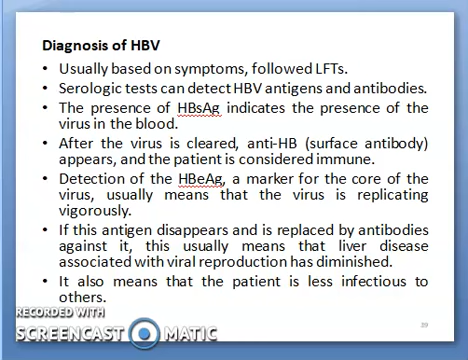 Diagnosis of HBV
• Usually based on symptoms, followed LFTs.
• Serologic tests can detect HBV antigens and antibodies.
• The presence of HBsAg indicates the presence of the
virus in the blood.
• After the virus is cleared, anti-HB (surface antibody)
appears, and the patient is considered immune.
• Detection of the HBeAg, a marker for the core of the
virus, usually means that the virus is replicating
vigorously.
• If this antigen disappears and is replaced by antibodies
against it, this usually means that liver disease
associated with viral reproduction has diminished.
• It also means that the patient is less infectious to
others.
RECORDED WITH
SCREENCAST MATIC